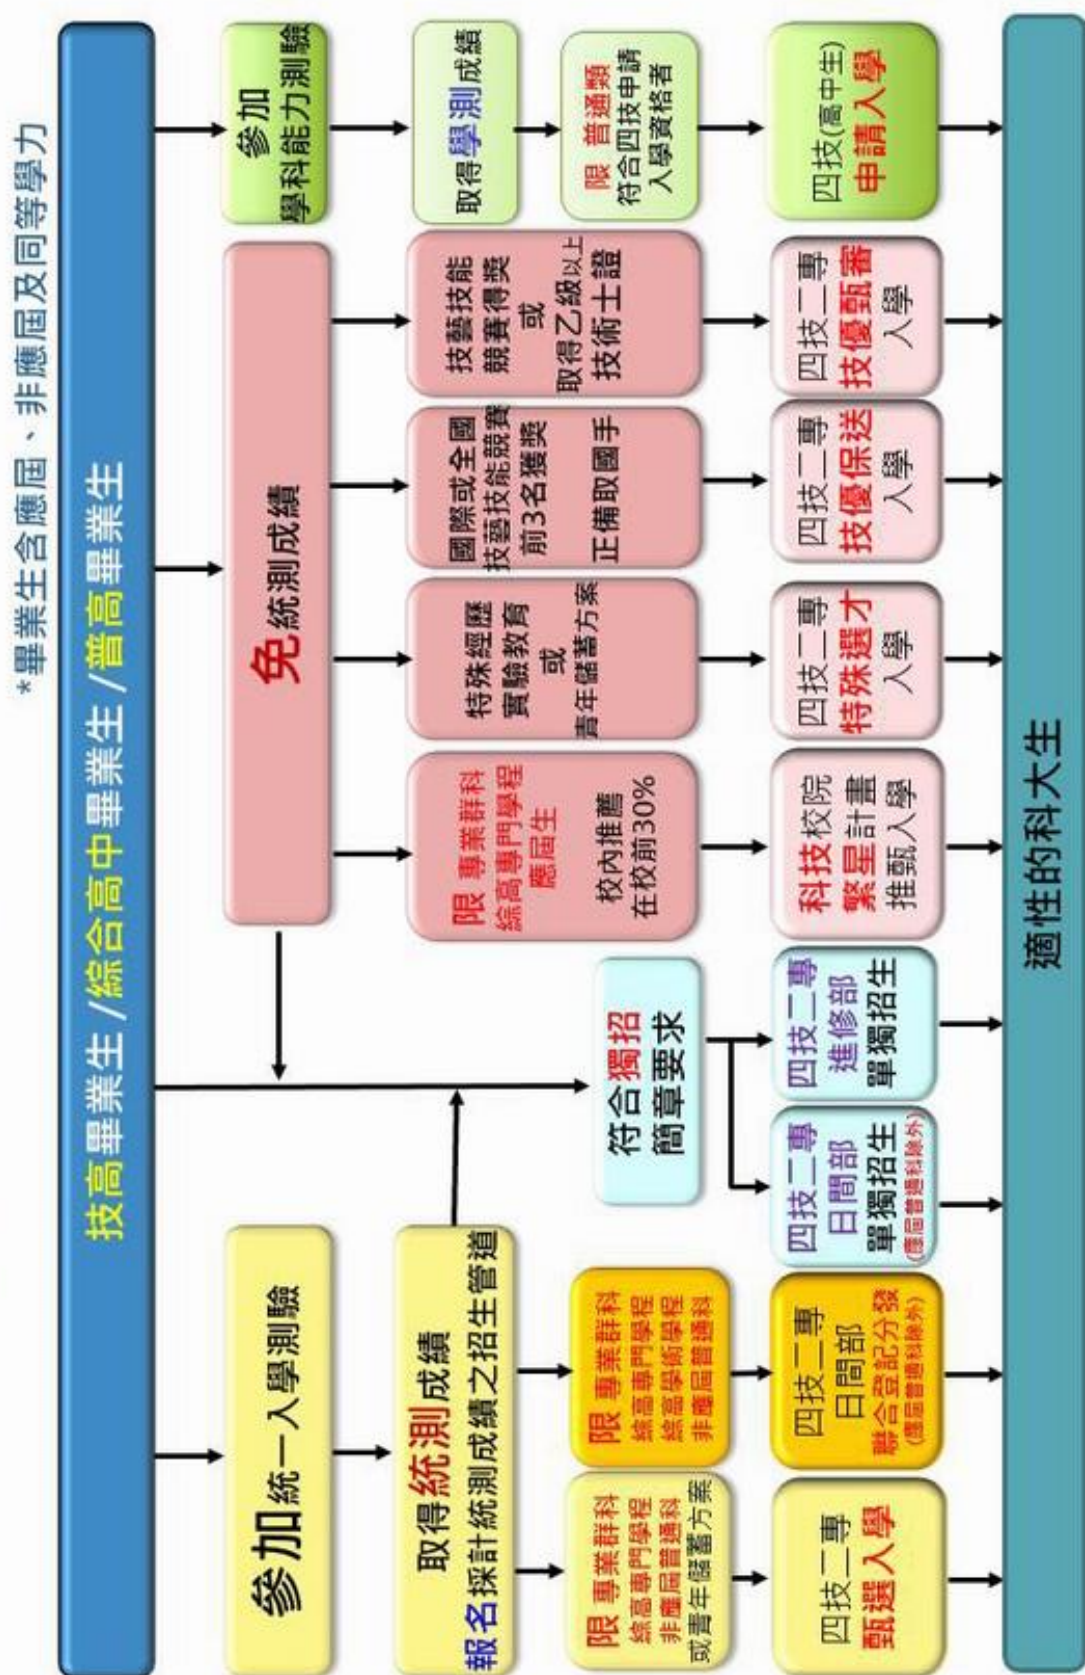 *畢業生含應屆、非應屆及同等學力
技高畢業生/綜合高中畢業生/普高畢業生
參加統一入學測驗
取得統測成績
報名採計統測成績之招生管道
限 專業群科
綜高專門學程
非應屆普通科
或青年儲蓄方案
四技二專
甄選入學
限 專業群科
綜高專門學程
綜高學術學程
非應屆普通科
四技二專
日間部
聯合登記分發
(應屆普通科除外)
符合獨招
簡章要求
四技二專
日間部
單獨招生
(應屆普通科除外)
四技二專
進修部
單獨招生
免統測成績
限 專業群科
綜高專門學程
應屆生
校內推薦
在校前30%
科技校院
繁星計畫
推甄入學
特殊經歷
實驗教育
或
青年儲蓄方案
四技二專
特殊選才
入學
國際或全國
技藝技能競賽
前3名獲獎
正備取國手
四技二專
技優保送
入學
技藝技能
競賽得獎
或
取得乙級以上
技術士證
四技二專
技優甄審
入學
參加
學科能力測驗
取得學測成績
限 普通類
符合四技申請
入學資格者
四技(高中生)
申請入學
適性的科大生